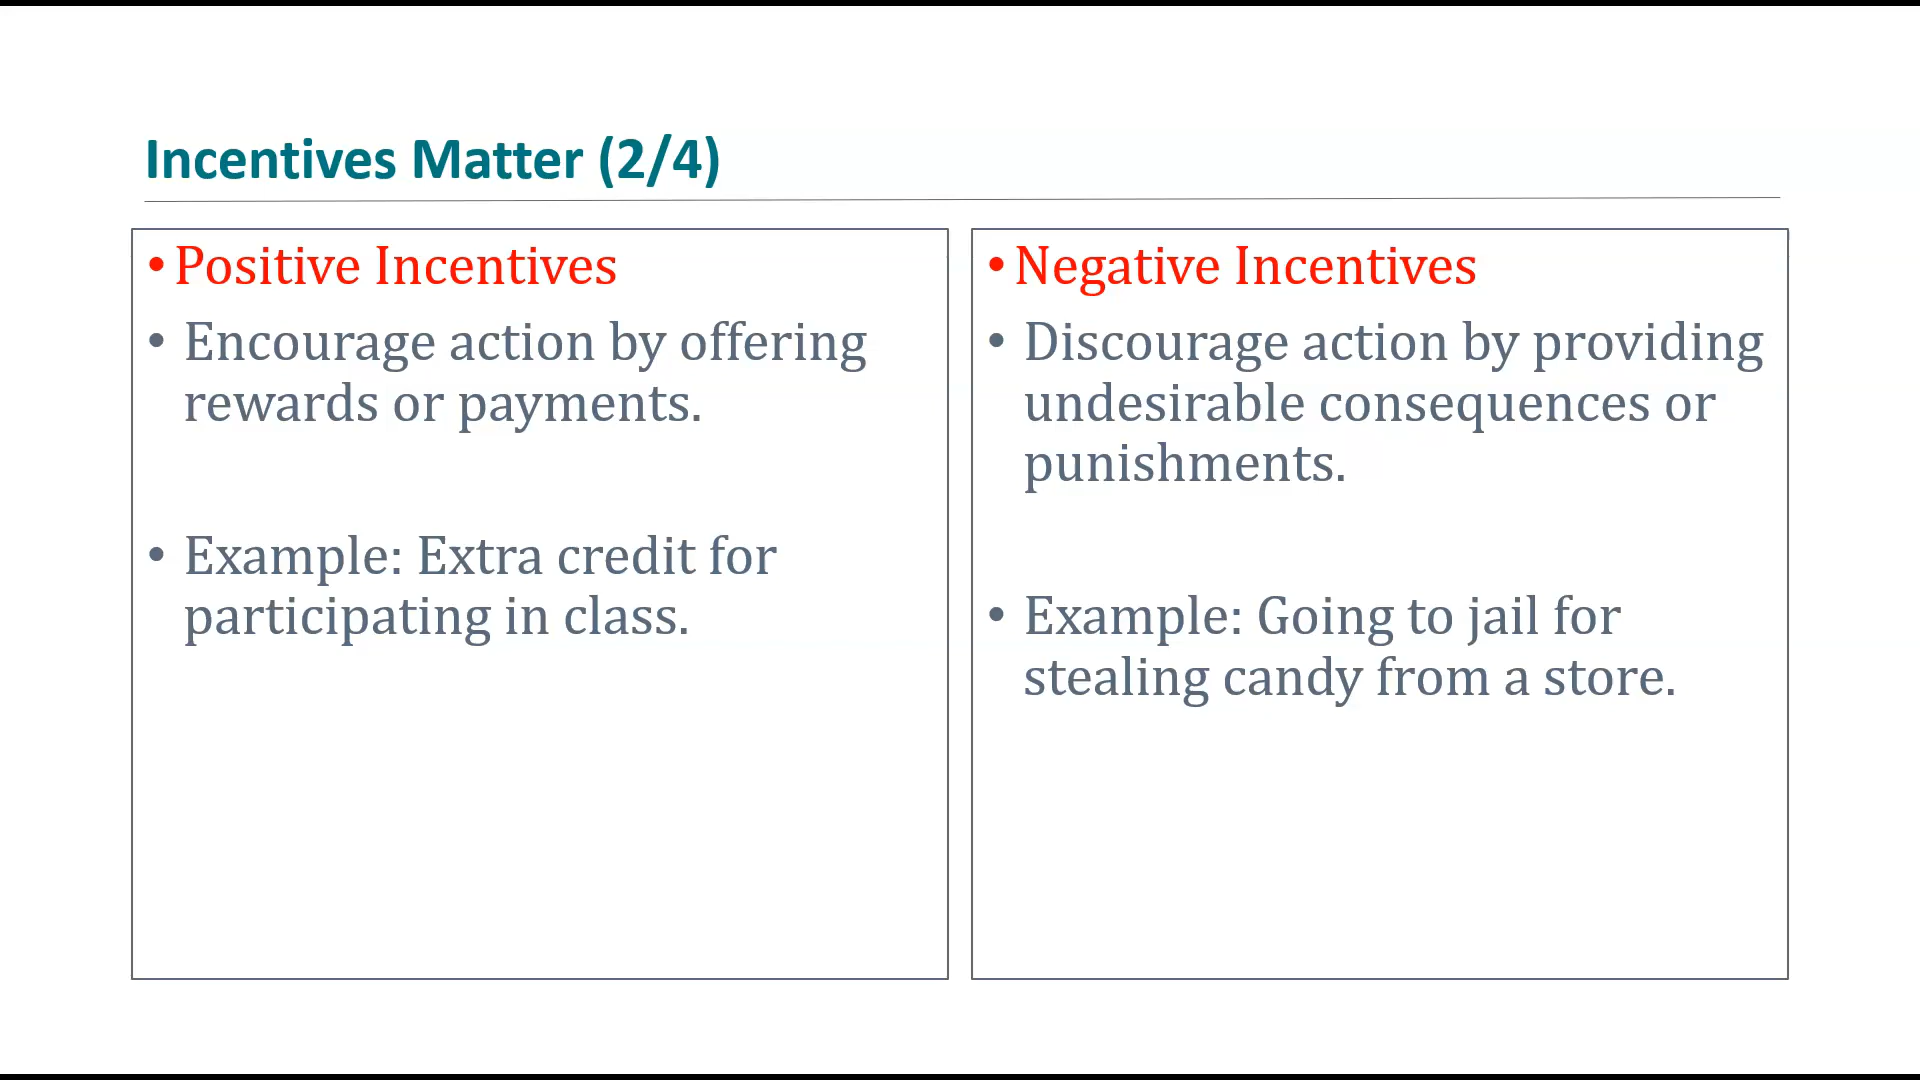 Incentives Matter (2/4)
• Positive Incentives
• Encourage action by offering
rewards or payments.
• Example: Extra credit for
participating in class.
• Negative Incentives
• Discourage action by providing
undesirable consequences or
punishments.
• Example: Going to jail for
stealing candy from a store.